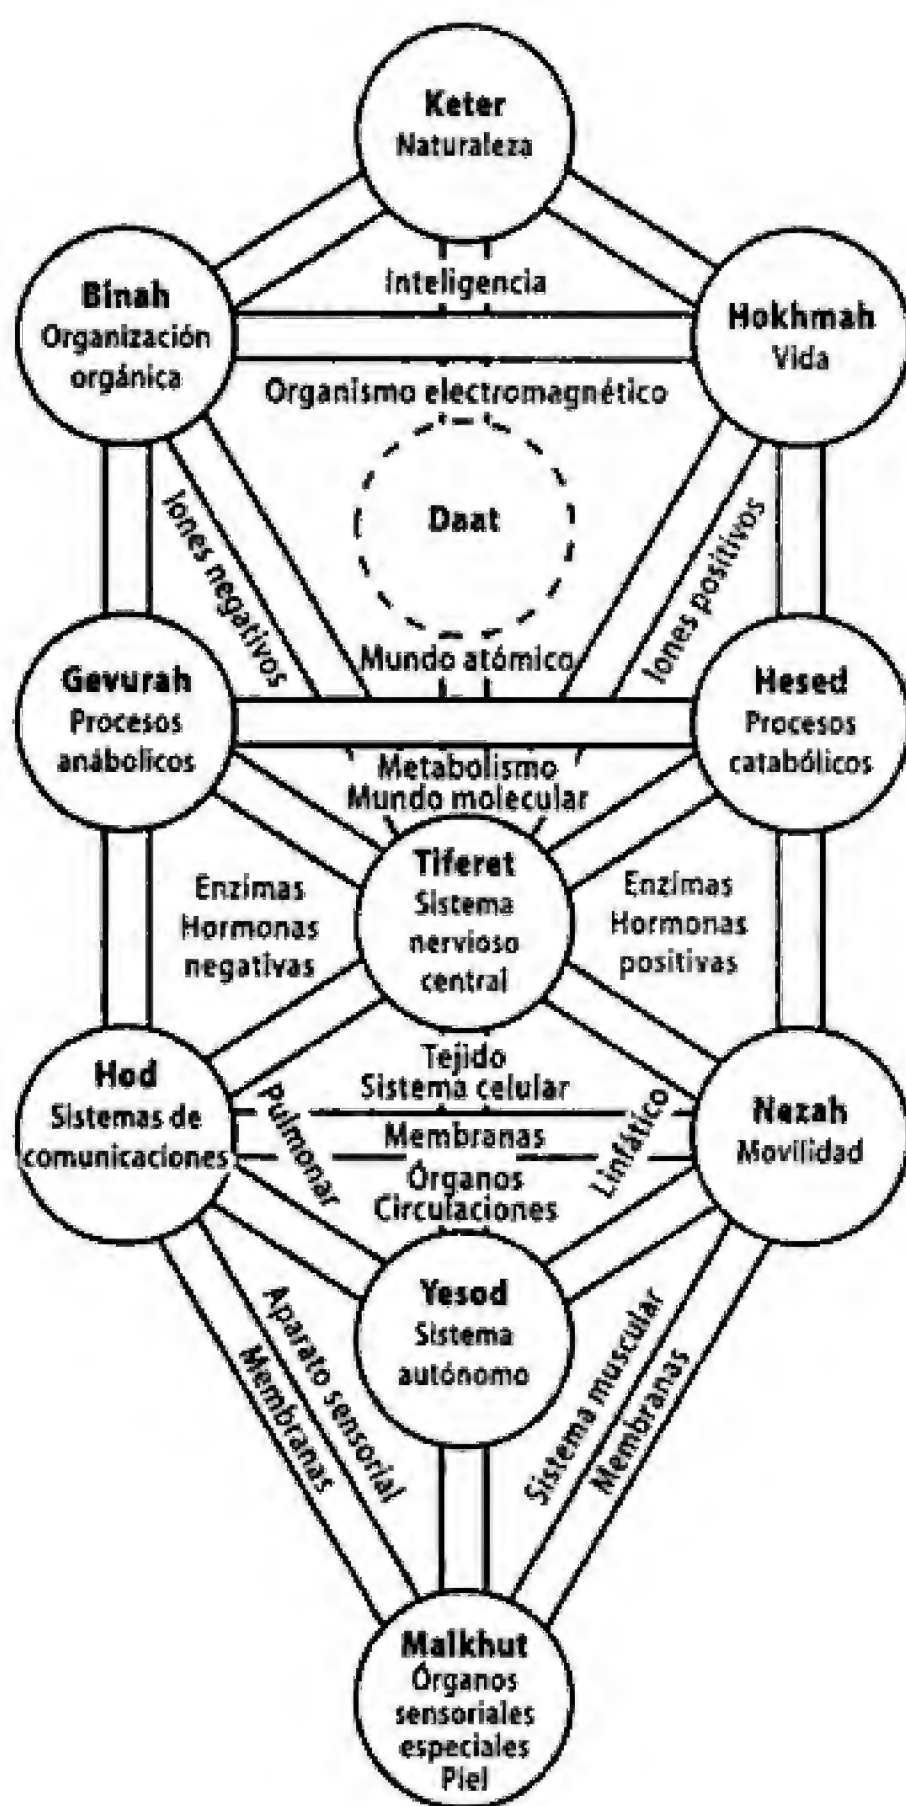 Keter
Naturaleza
Inteligencia
Binah
Organización
orgánica
Hokhmah
Vida
Organismo electromagnético
Daat
Iones negativos
Iones positivos
Mundo atómico
Gevurah
Procesos
anábolicos
Hesed
Procesos
catabólicos
Metabolismo
Mundo molecular
Tiferet
Sistema
nervioso
central
Enzimas
Hormonas
negativas
Enzimas
Hormonas
positivas
Hod
Sistemas de
comunicaciones
Tejido
Sistema celular
Membranas
Órganos
Circulaciones
Pulmonar
Linfático
Nezah
Movilidad
Yesod
Sistema
autónomo
Aparato sensorial
Membranas
Sistema muscular
Membranas
Malkhut
Órganos
sensoriales
especiales
Piel